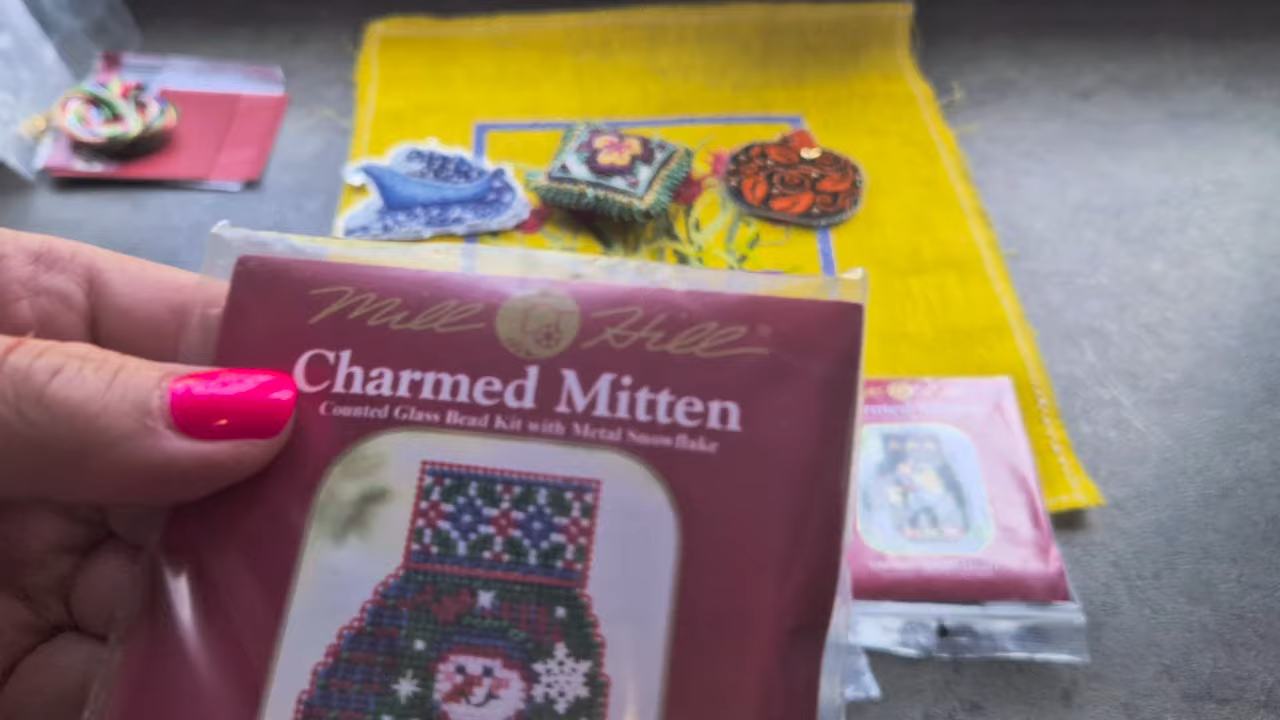 Mill Hill
Charmed Mitten
Counted Glass Bead Kit with Metal Snowflake